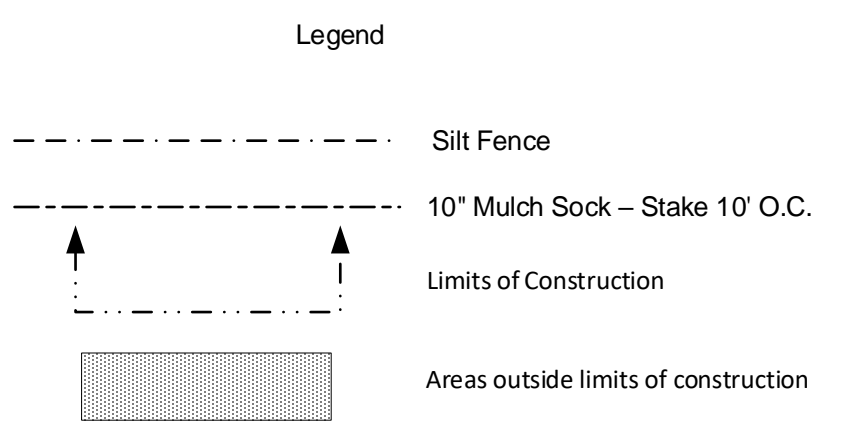 Legend
Silt Fence
10" Mulch Sock – Stake 10' O.C.
Limits of Construction
Areas outside limits of construction